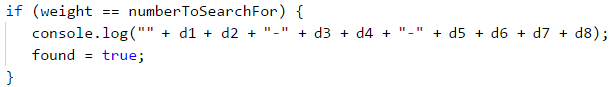 if (weight == numberToSearchFor) {
    console.log("" + d1 + d2 + "-" + d3 + d4 + "-" + d5 + d6 + d7 + d8);
    found = true;
}